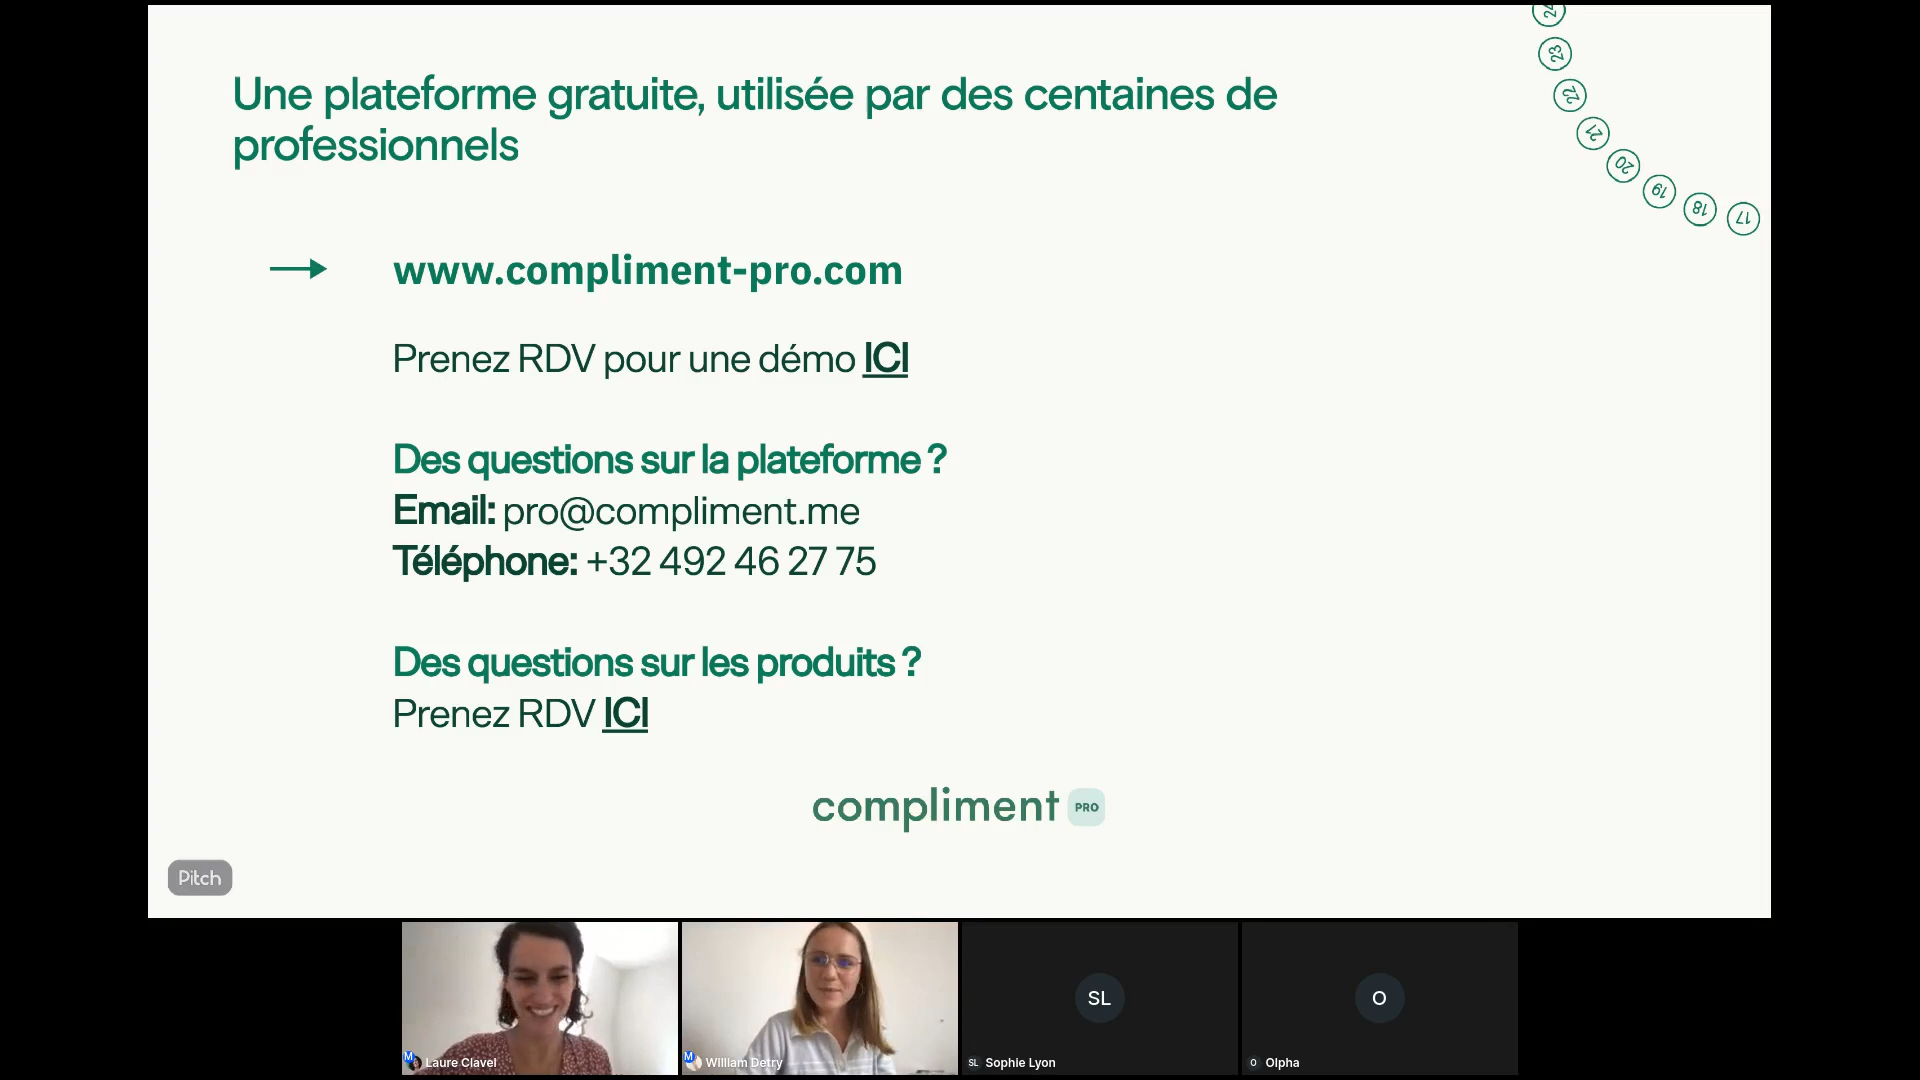 Une plateforme gratuite, utilisée par des centaines de
professionnels
24
23
22
21
20
19
18
17
www.compliment-pro.com
Prenez RDV pour une démo ICI
Des questions sur la plateforme ?
Email: pro@compliment.me
Téléphone: +32 492 46 27 75
Des questions sur les produits ?
Prenez RDV ICI
compliment PRO
Pitch
SL
O
M Laure Clavel
M William Detry
SL Sophie Lyon
O Olpha